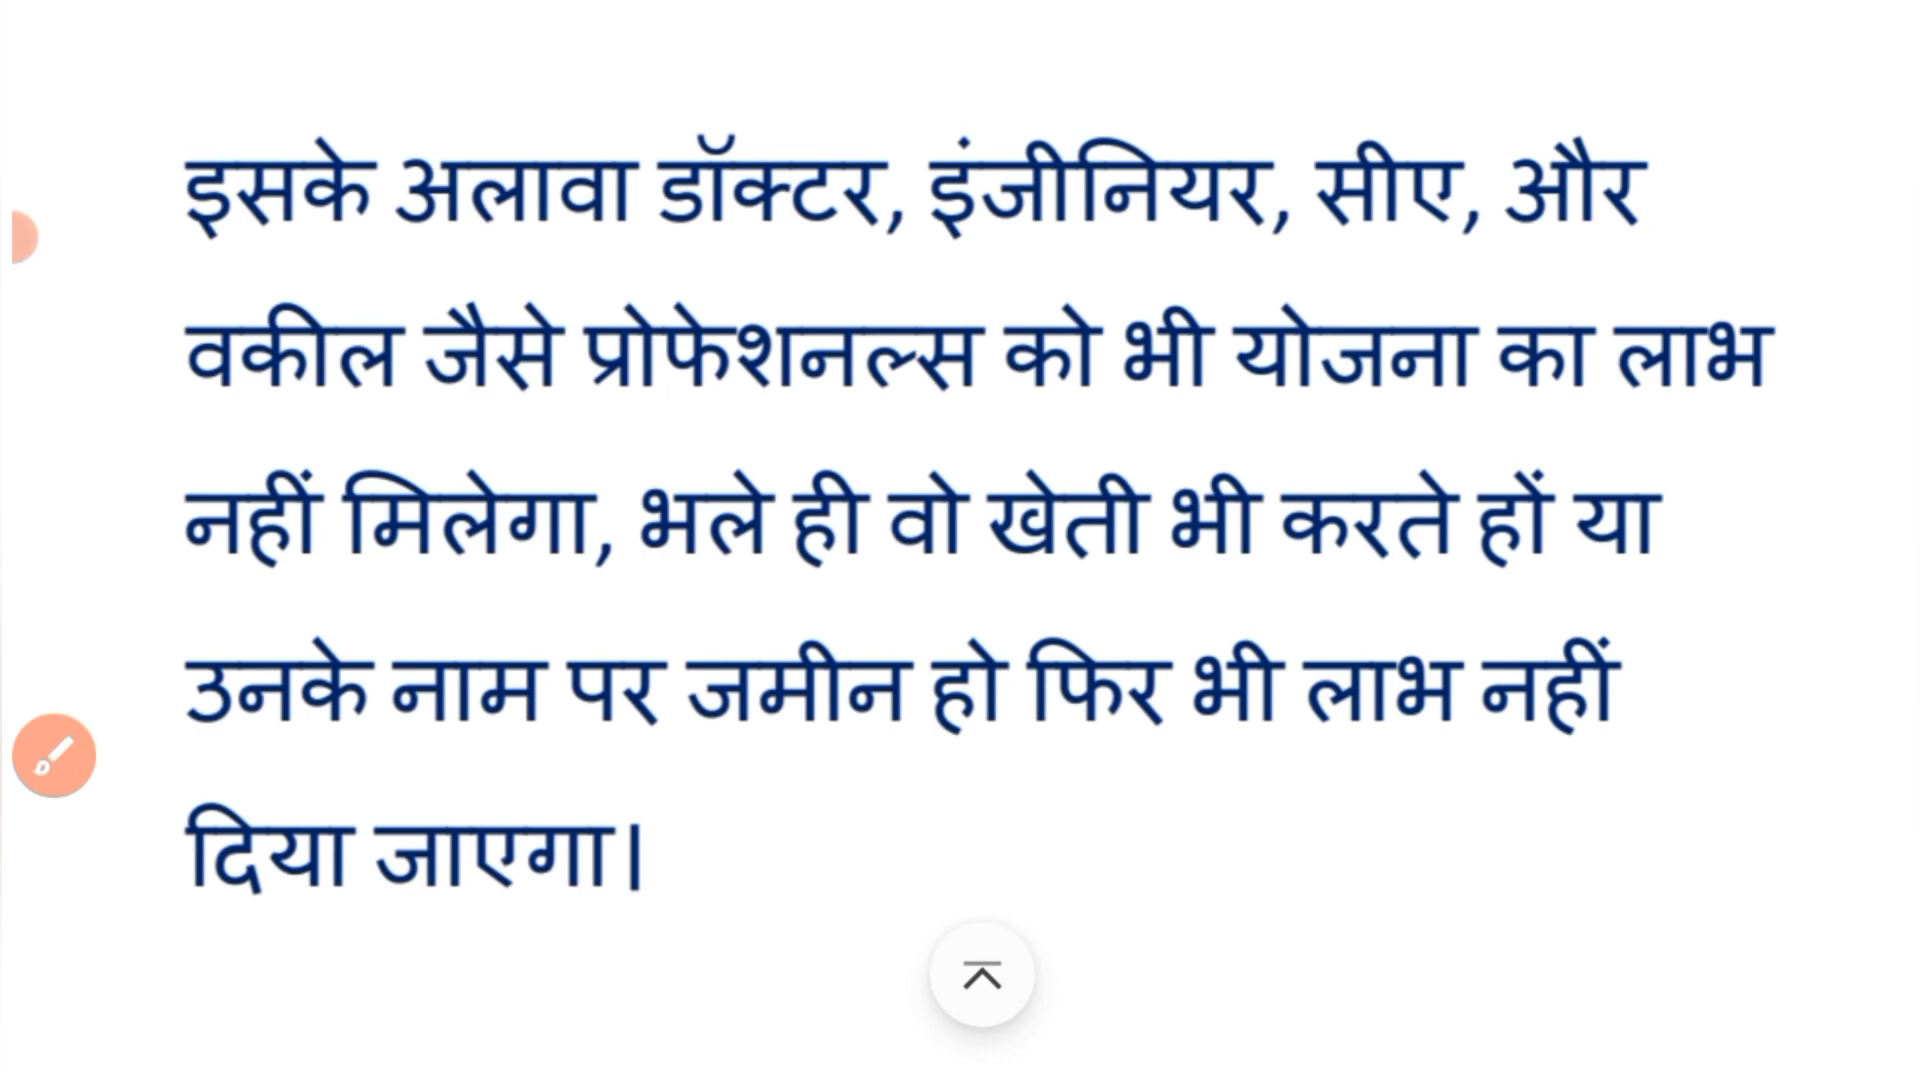 इसके अलावा डॉक्टर, इंजीनियर, सीए, और
वकील जैसे प्रोफेशनल्स को भी योजना का लाभ
नहीं मिलेगा, भले ही वो खेती भी करते हों या
उनके नाम पर जमीन हो फिर भी लाभ नहीं
दिया जाएगा।